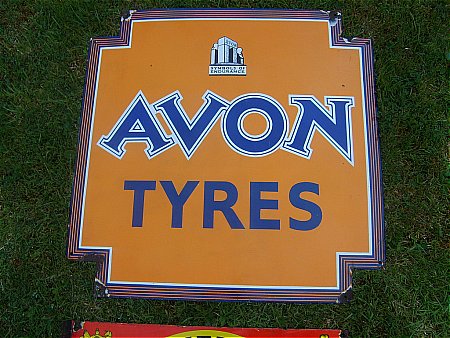 SYMBOLS OF
ENDURANCE
AVON
TYRES